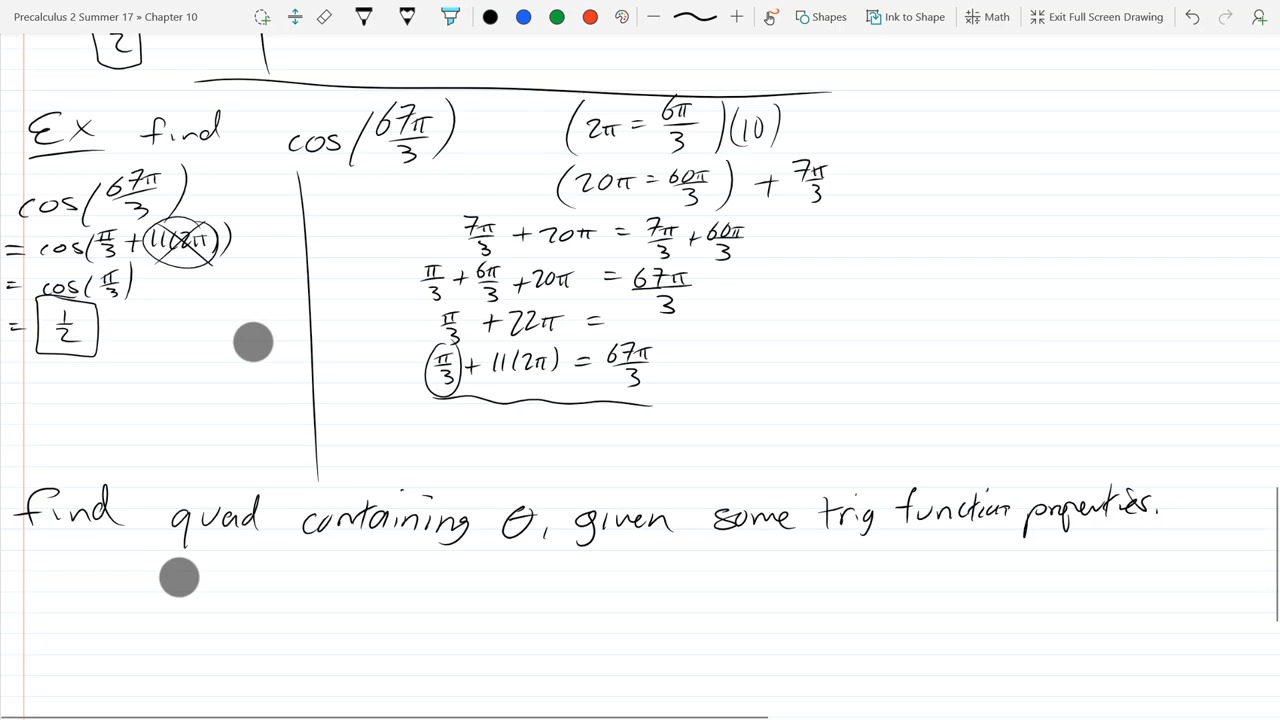 Precalculus 2 Summer 17 » Chapter 10
Shapes
Ink to Shape
Math
Exit Full Screen Drawing
2
Ex find cos(67π/3)
(2π = 6π/3)(10)
(20π = 60π/3) + 7π/3
cos(67π/3)
= cos(π/3 + 11(2π))
= cos(π/3)
= 1/2
7π/3 + 20π = 7π/3 + 60π/3
π/3 + 6π/3 + 20π = 67π/3
π/3 + 22π =
π/3 + 11(2π) = 67π/3
find quad containing θ, given some trig function properties.